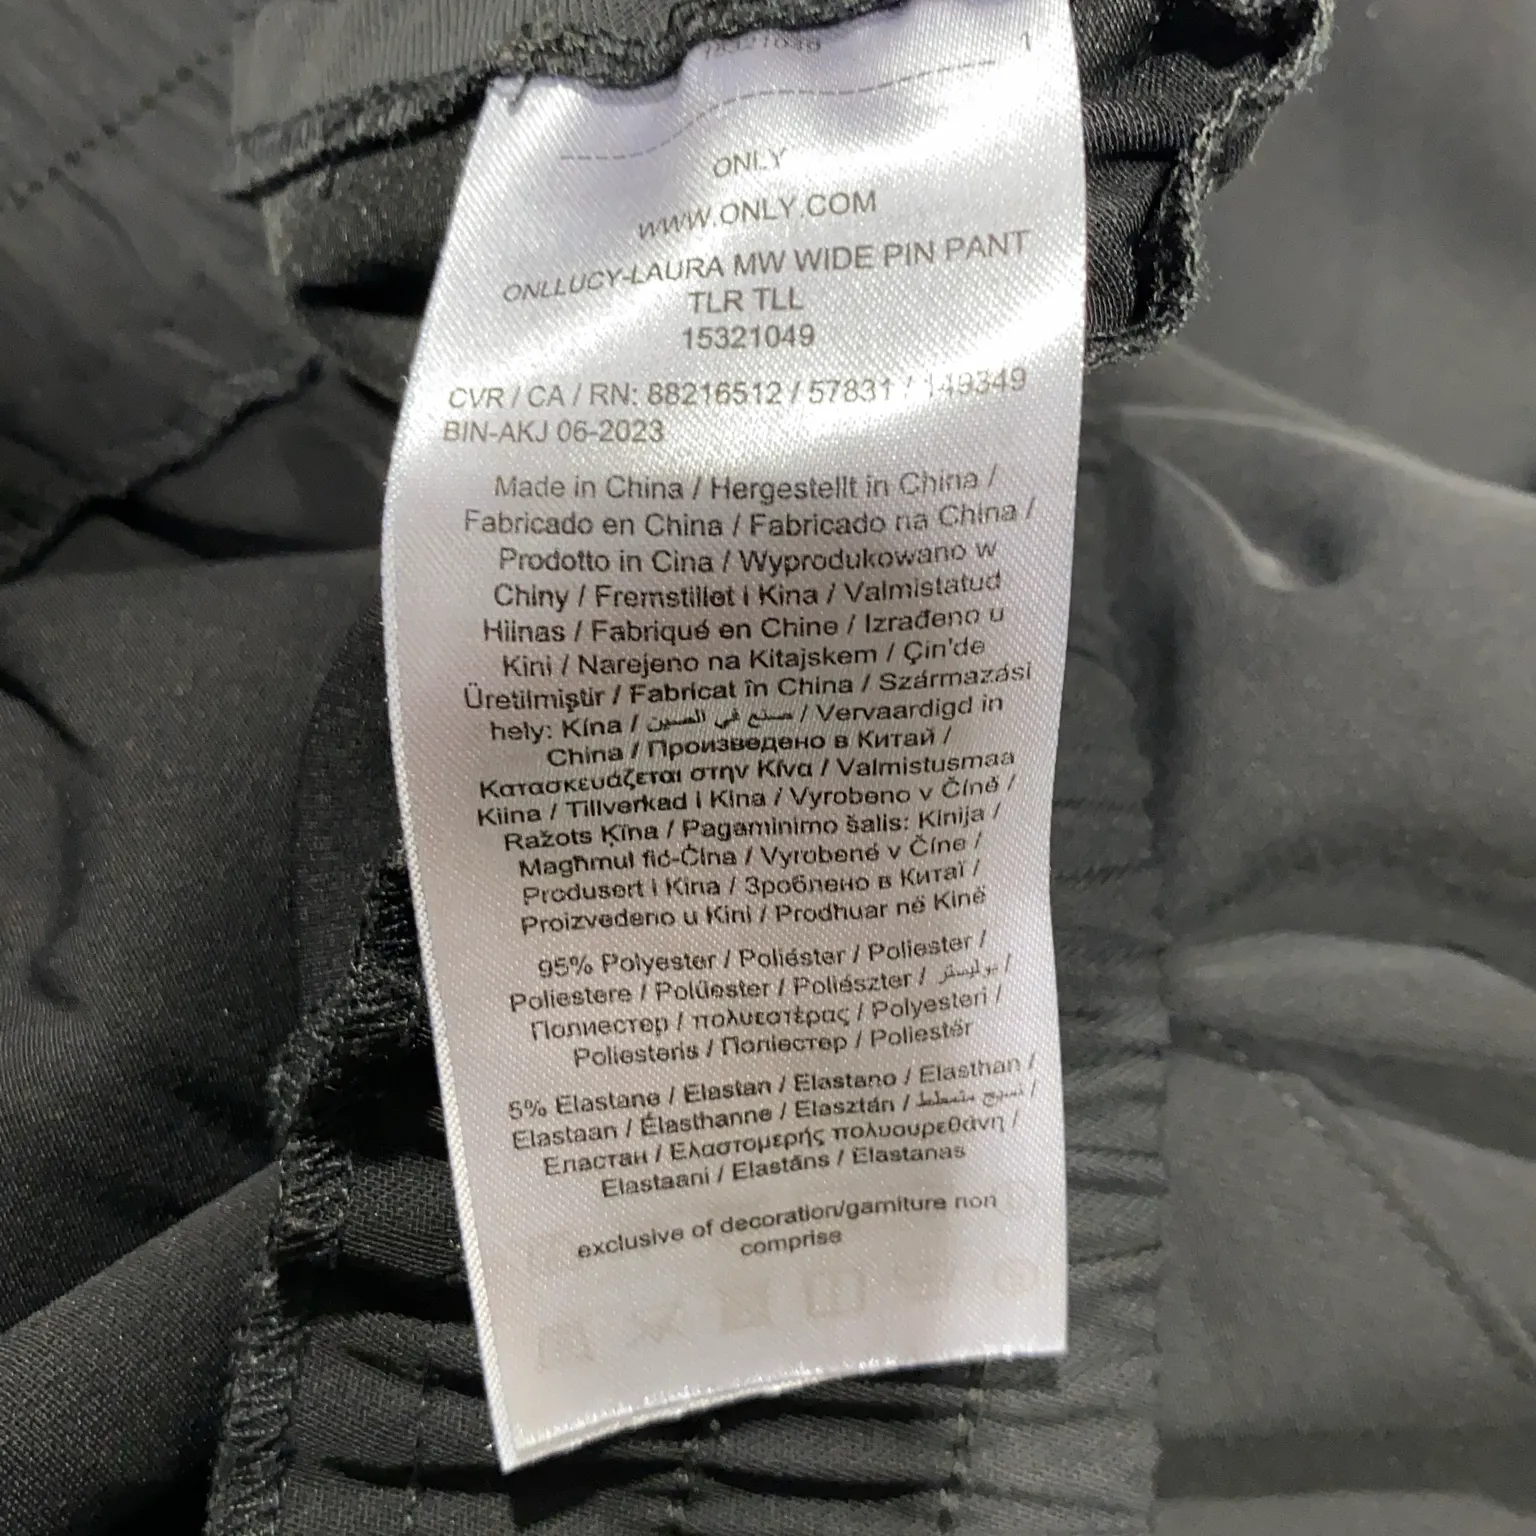 15321049
1
ONLY
WWW.ONLY.COM
ONLLUCY-LAURA MW WIDE PIN PANT
TLR TLL
15321049
CVR / CA / RN: 88216512 / 57831 / 149349
BIN-AKJ 06-2023
Made in China / Hergestellt in China /
Fabricado en China / Fabricado na China /
Prodotto in Cina / Wyprodukowano w
Chiny / Fremstillet i Kina / Valmistatud
Hiinas / Fabriqué en Chine / Izrađeno u
Kini / Narejeno na Kitajskem / Çin'de
Üretilmiştir / Fabricat în China / Származási
hely: Kína / صنع في الصين / Vervaardigd in
China / Произведено в Китай /
Κατασκευάζεται στην Κίνα / Valmistusmaa
Kiina / Tillverkad i Kina / Vyrobeno v Číně /
Ražots Ķīna / Pagaminimo šalis: Kinija /
Magħmul fiċ-Ċina / Vyrobené v Číne /
Produsert i Kina / Зроблено в Китаї /
Proizvedeno u Kini / Prodhuar në Kinë
95% Polyester / Poliéster / Poliester /
Poliestere / Polüester / Poliészter / بوليستر /
Полиестер / πολυεστέρας / Polyesteri /
Poliesteris / Поліестер / Poliestër
5% Elastane / Elastan / Elastano / Elasthan /
Elastaan / Élasthanne / Elasztán / نسيج متمطط /
Еластан / Ελαστομερής πολυουρεθάνη /
Elastaani / Elastāns / Elastanas
exclusive of decoration/garniture non
comprise